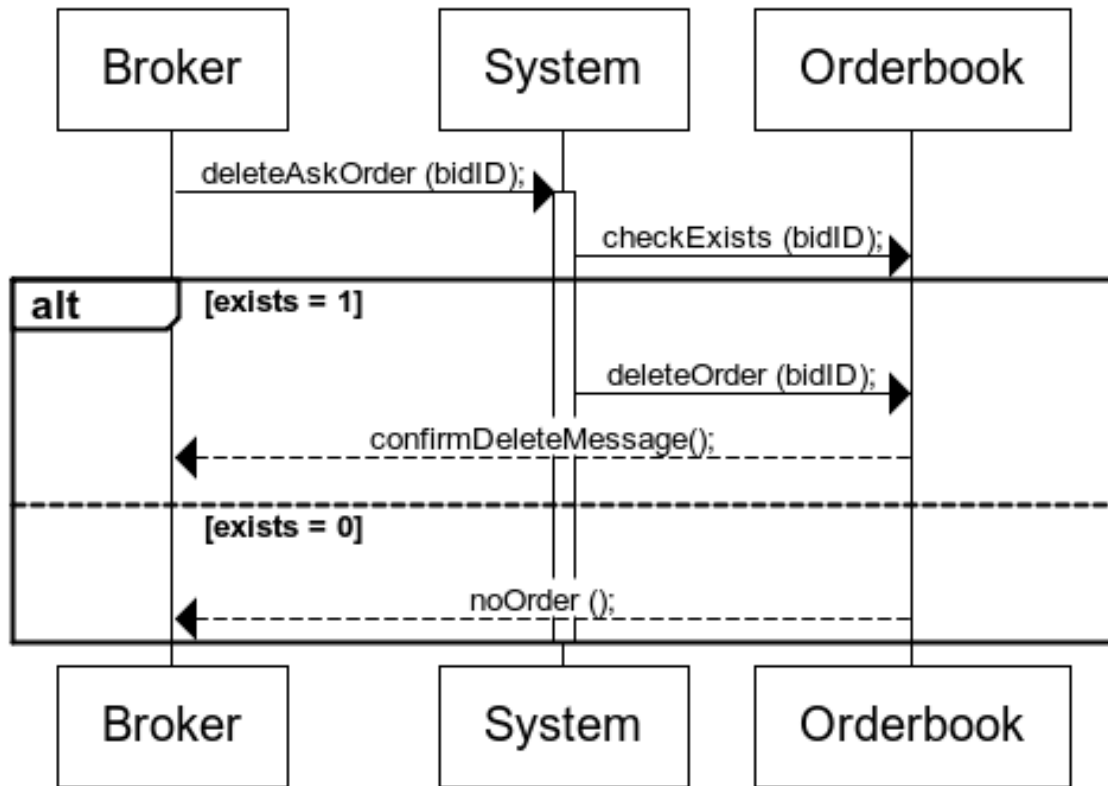 Broker
System
Orderbook
deleteAskOrder (bidID);
checkExists (bidID);
alt
[exists = 1]
deleteOrder (bidID);
confirmDeleteMessage();
[exists = 0]
noOrder ();
Broker
System
Orderbook